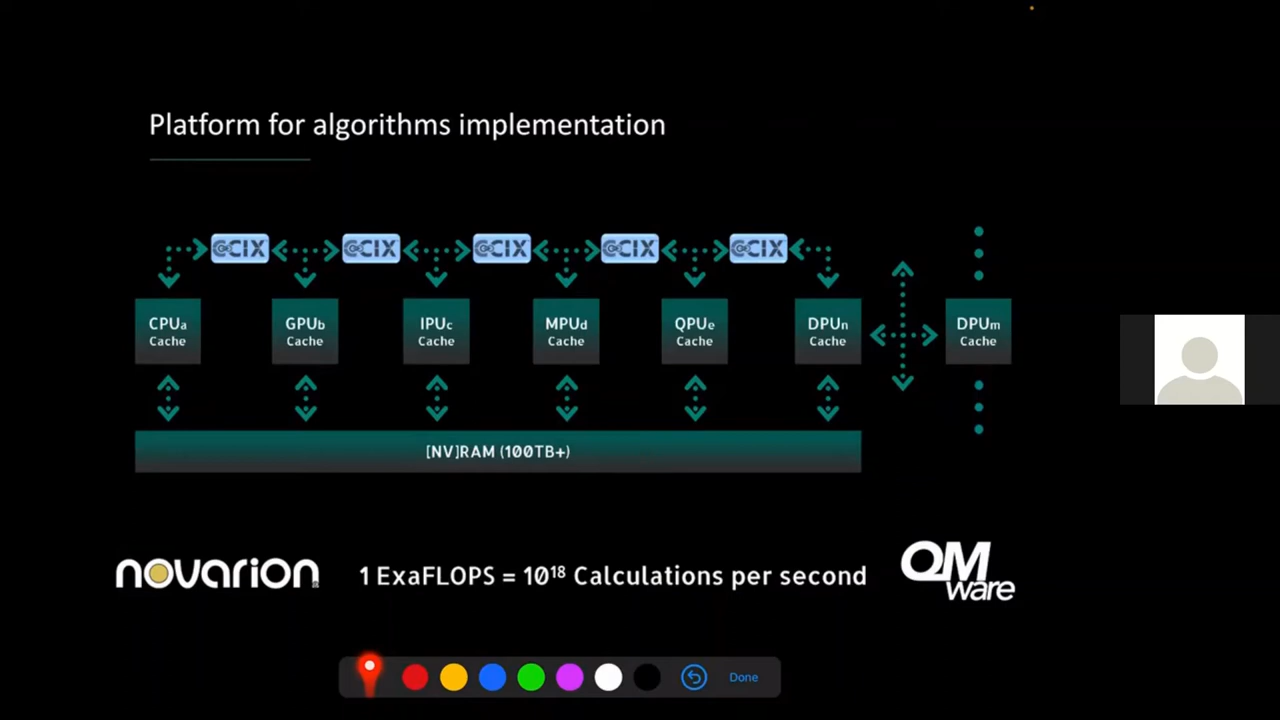 Platform for algorithms implementation
CCIX CCIX CCIX CCIX CCIX
CPUa GPUb IPUc MPUd QPUe DPUn DPUm
Cache Cache Cache Cache Cache Cache Cache
[NV]RAM (100TB+)
novarion 1 ExaFLOPS = 10¹⁸ Calculations per second QM
ware
Done